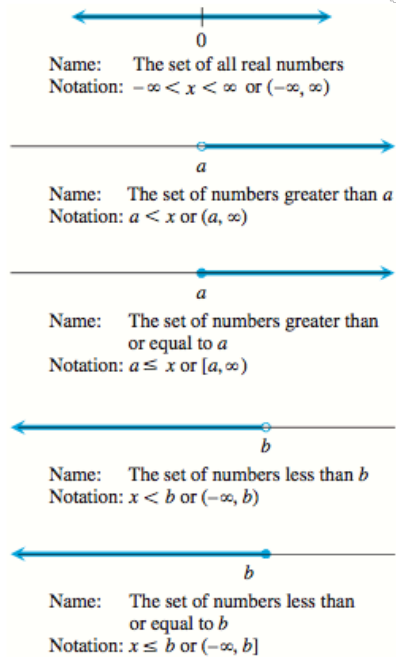 0
Name: The set of all real numbers
Notation: −∞ < x < ∞ or (−∞, ∞)
a
Name: The set of numbers greater than a
Notation: a < x or (a, ∞)
a
Name: The set of numbers greater than
or equal to a
Notation: a ≤ x or [a, ∞)
b
Name: The set of numbers less than b
Notation: x < b or (−∞, b)
b
Name: The set of numbers less than
or equal to b
Notation: x ≤ b or (−∞, b]